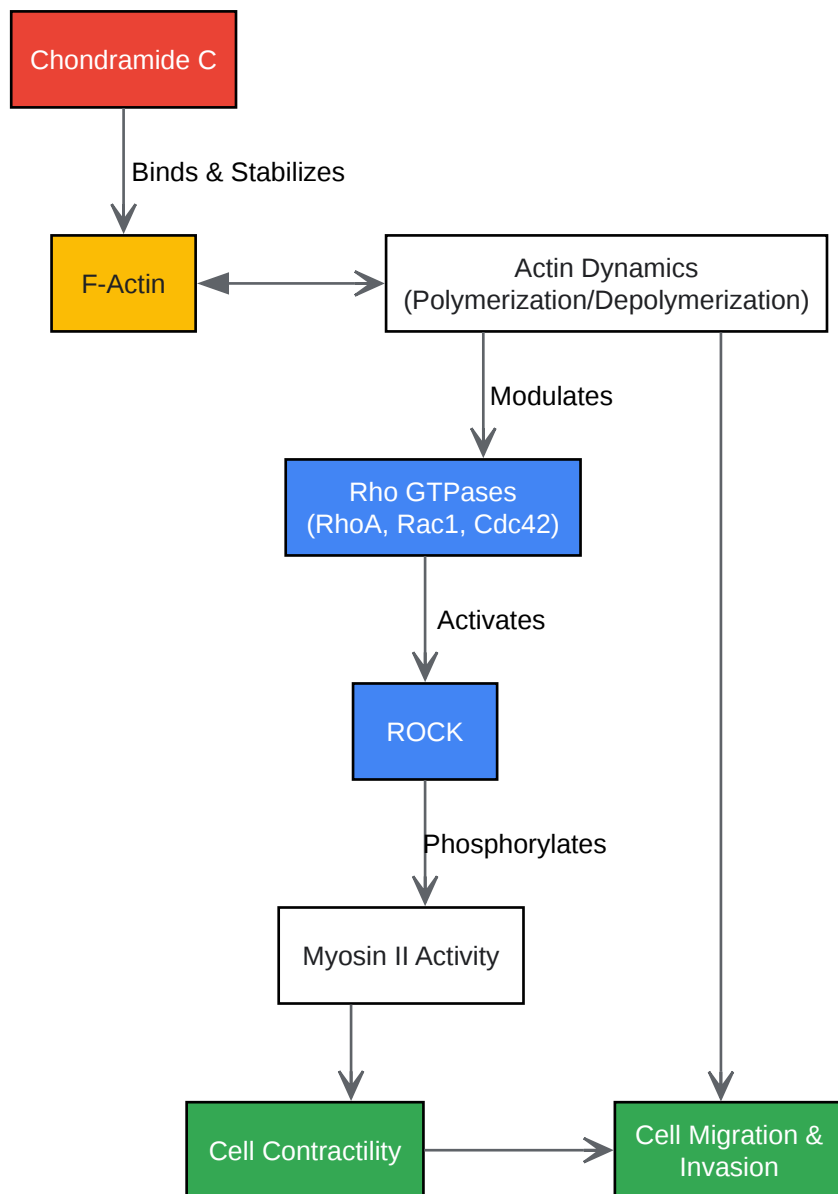 Chondramide C
Binds & Stabilizes
F-Actin
Actin Dynamics
(Polymerization/Depolymerization)
Modulates
Rho GTPases
(RhoA, Rac1, Cdc42)
Activates
ROCK
Phosphorylates
Myosin II Activity
Cell Contractility
Cell Migration &
Invasion